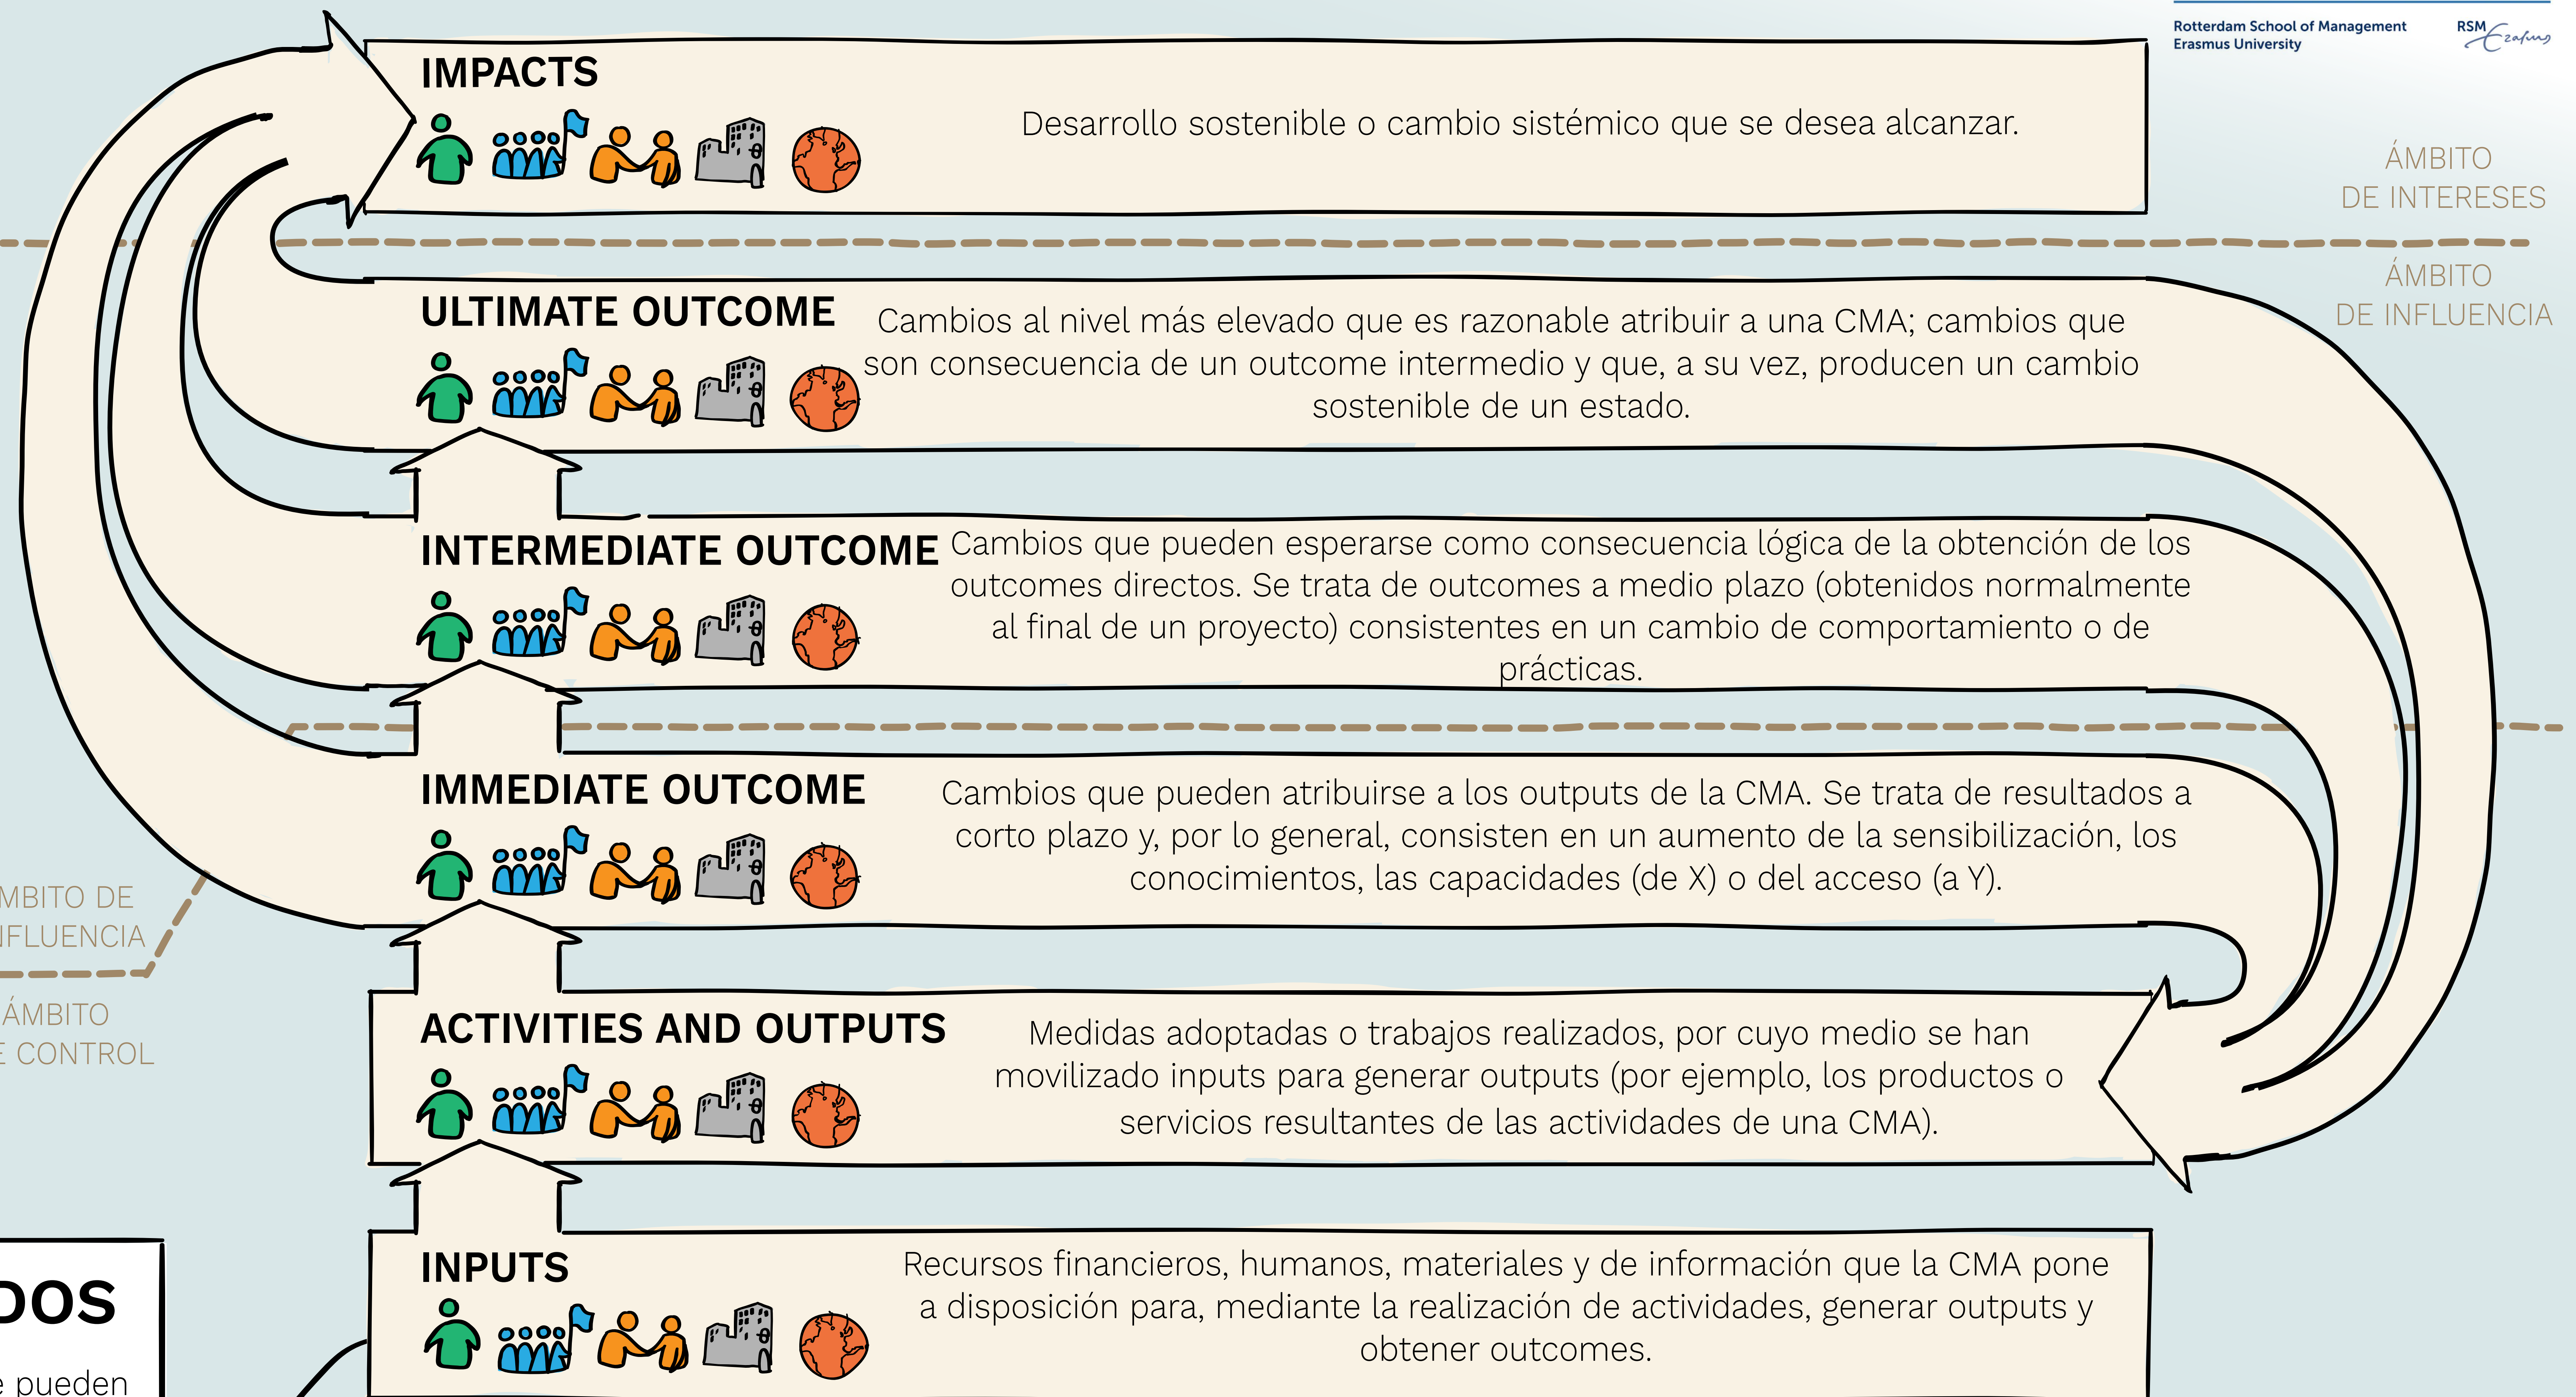 Rotterdam School of Management
Erasmus University
RSM
Erasmus
IMPACTS
Desarrollo sostenible o cambio sistémico que se desea alcanzar.
ÁMBITO
DE INTERESES
ÁMBITO
DE INFLUENCIA
ULTIMATE OUTCOME
Cambios al nivel más elevado que es razonable atribuir a una CMA; cambios que
son consecuencia de un outcome intermedio y que, a su vez, producen un cambio
sostenible de un estado.
INTERMEDIATE OUTCOME
Cambios que pueden esperarse como consecuencia lógica de la obtención de los
outcomes directos. Se trata de outcomes a medio plazo (obtenidos normalmente
al final de un proyecto) consistentes en un cambio de comportamiento o de
prácticas.
IMMEDIATE OUTCOME
Cambios que pueden atribuirse a los outputs de la CMA. Se trata de resultados a
corto plazo y, por lo general, consisten en un aumento de la sensibilización, los
conocimientos, las capacidades (de X) o del acceso (a Y).
MBITO DE
NFLUENCIA
ÁMBITO
E CONTROL
ACTIVITIES AND OUTPUTS
Medidas adoptadas o trabajos realizados, por cuyo medio se han
movilizado inputs para generar outputs (por ejemplo, los productos o
servicios resultantes de las actividades de una CMA).
INPUTS
Recursos financieros, humanos, materiales y de información que la CMA pone
a disposición para, mediante la realización de actividades, generar outputs y
obtener outcomes.
DOS
e pueden